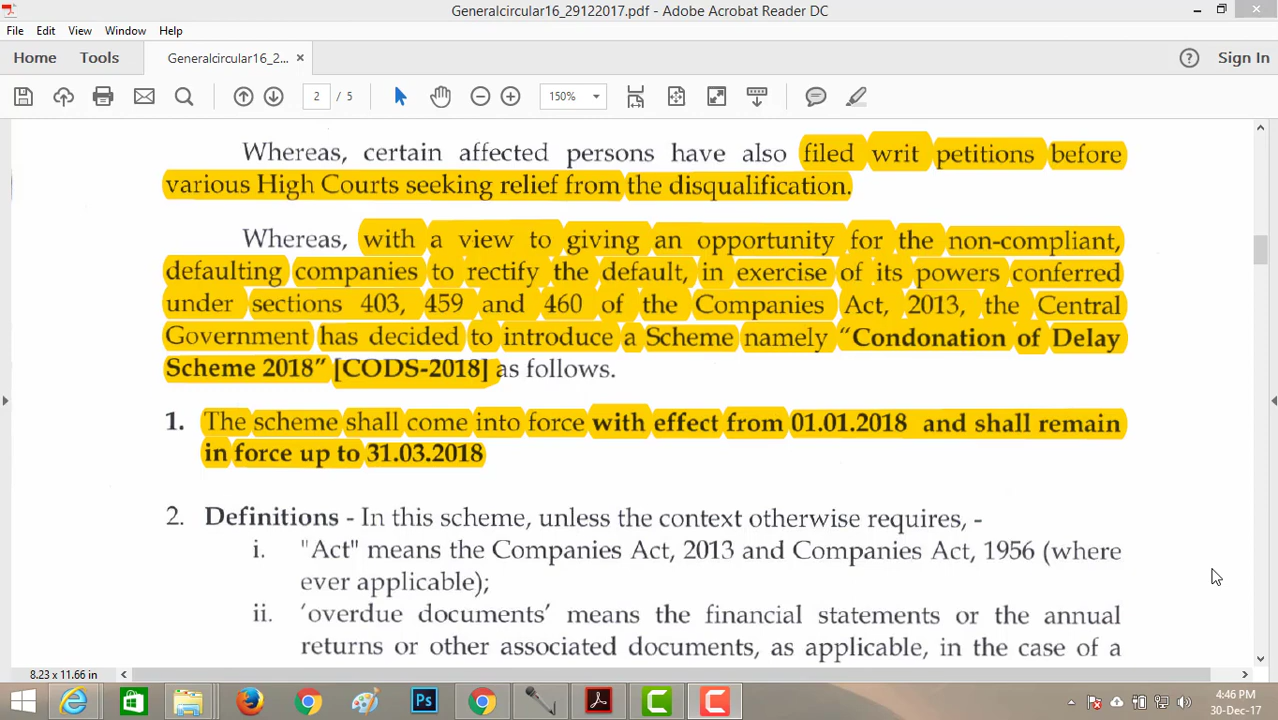 Generalcircular16_29122017.pdf - Adobe Acrobat Reader DC
File Edit View Window Help
Home Tools Generalcircular16_2... × ? Sign In
2 / 5 150%
Whereas, certain affected persons have also filed writ petitions before
various High Courts seeking relief from the disqualification.
Whereas, with a view to giving an opportunity for the non-compliant,
defaulting companies to rectify the default, in exercise of its powers conferred
under sections 403, 459 and 460 of the Companies Act, 2013, the Central
Government has decided to introduce a Scheme namely “Condonation of Delay
Scheme 2018” [CODS-2018] as follows.
1. The scheme shall come into force with effect from 01.01.2018 and shall remain
in force up to 31.03.2018
2. Definitions - In this scheme, unless the context otherwise requires, -
i. "Act" means the Companies Act, 2013 and Companies Act, 1956 (where
ever applicable);
ii. ‘overdue documents’ means the financial statements or the annual
returns or other associated documents, as applicable, in the case of a
8.23 x 11.66 in
Ps
4:46 PM
30-Dec-17